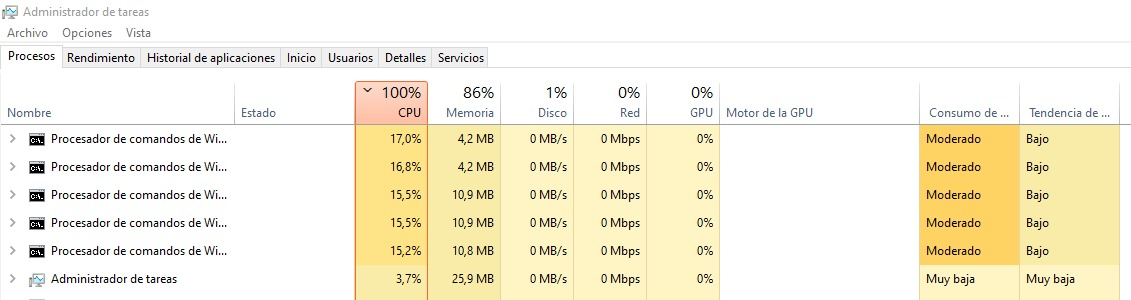 Administrador de tareas
Archivo Opciones Vista
Procesos Rendimiento Historial de aplicaciones Inicio Usuarios Detalles Servicios
100% 86% 1% 0% 0%
Nombre Estado CPU Memoria Disco Red GPU Motor de la GPU Consumo de ... Tendencia de ...
Procesador de comandos de Wi... 17,0% 4,2 MB 0 MB/s 0 Mbps 0% Moderado Bajo
Procesador de comandos de Wi... 16,8% 4,2 MB 0 MB/s 0 Mbps 0% Moderado Bajo
Procesador de comandos de Wi... 15,5% 10,9 MB 0 MB/s 0 Mbps 0% Moderado Bajo
Procesador de comandos de Wi... 15,5% 10,9 MB 0 MB/s 0 Mbps 0% Moderado Bajo
Procesador de comandos de Wi... 15,2% 10,8 MB 0 MB/s 0 Mbps 0% Moderado Bajo
Administrador de tareas 3,7% 25,9 MB 0 MB/s 0 Mbps 0% Muy baja Muy baja